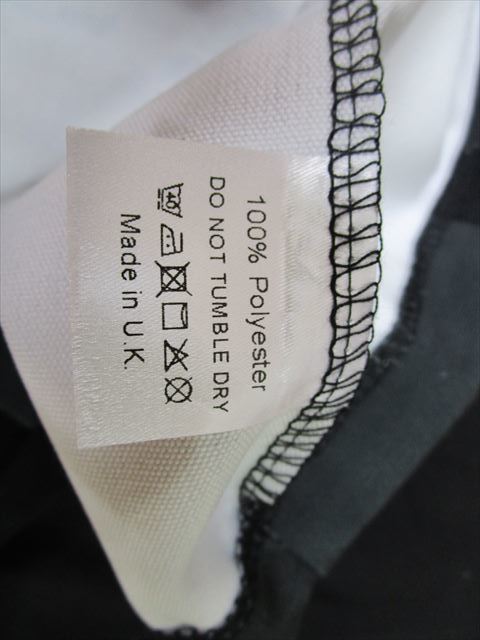 100% Polyester
DO NOT TUMBLE DRY
Made in U.K.